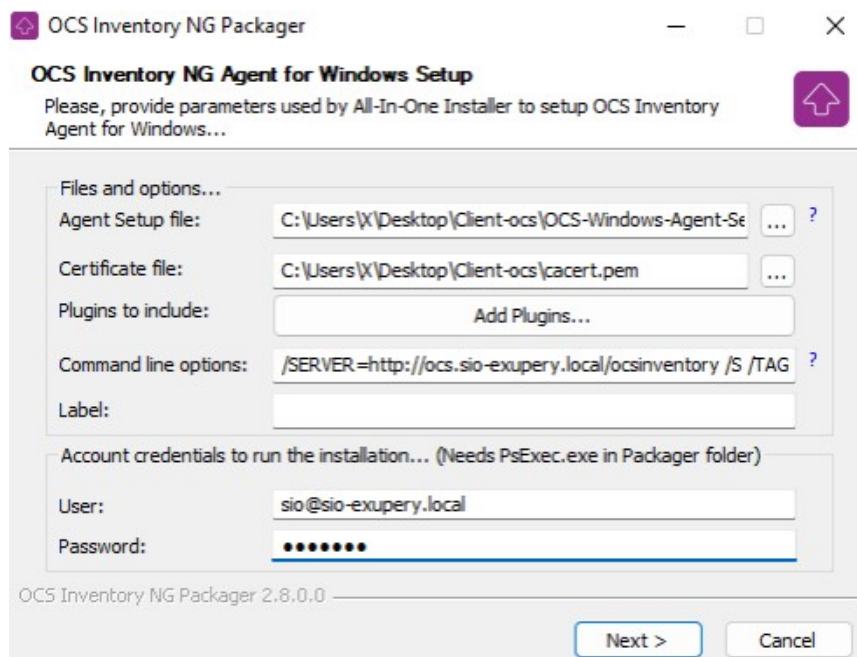 OCS Inventory NG Packager
OCS Inventory NG Agent for Windows Setup
Please, provide parameters used by All-In-One Installer to setup OCS Inventory
Agent for Windows...
Files and options...
Agent Setup file: C:\Users\X\Desktop\Client-ocs\OCS-Windows-Agent-Se ... ?
Certificate file: C:\Users\X\Desktop\Client-ocs\cacert.pem ...
Plugins to include: Add Plugins...
Command line options: /SERVER=http://ocs.sio-exupery.local/ocsinventory /S /TAG ?
Label:
Account credentials to run the installation... (Needs PsExec.exe in Packager folder)
User: sio@sio-exupery.local
Password: ●●●●●●●
OCS Inventory NG Packager 2.8.0.0
Next > Cancel